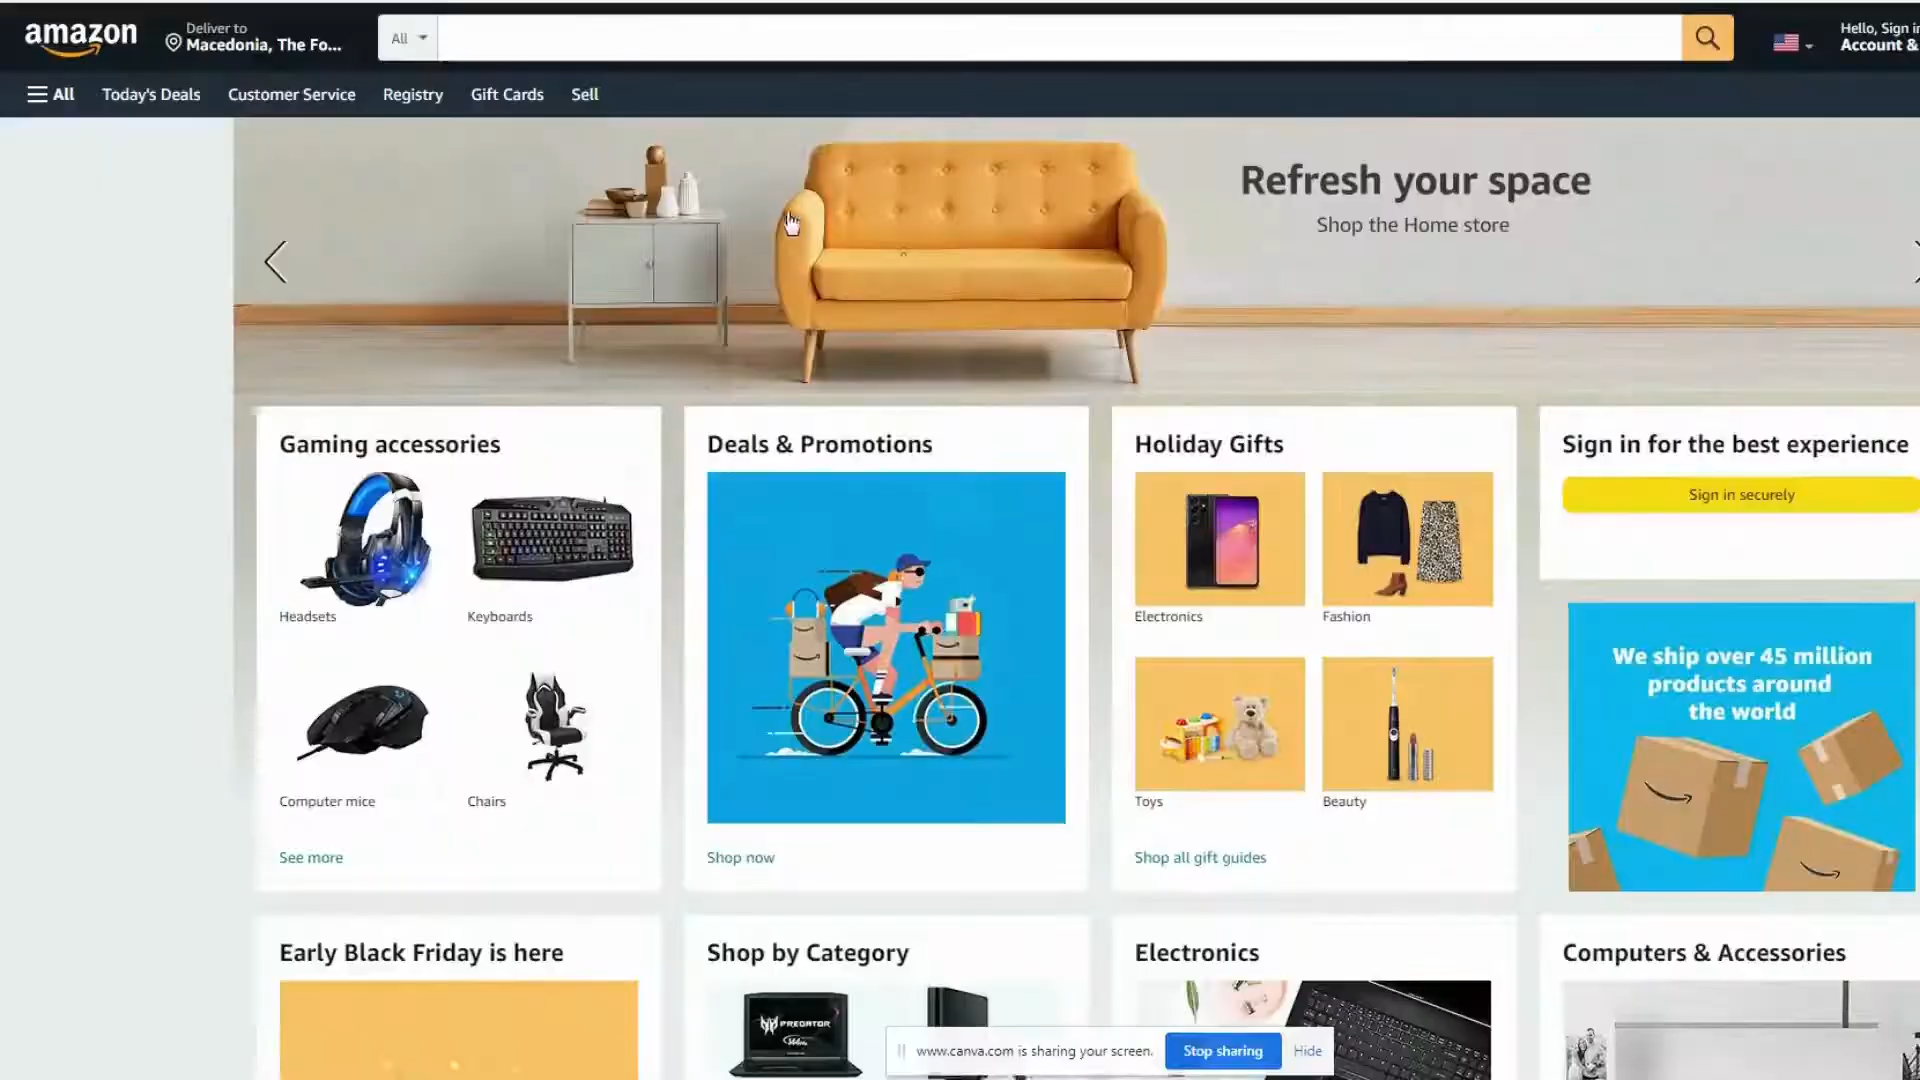 amazon
Deliver to
Macedonia, The Fo...
All
Hello, Sign in
Account &
All
Today's Deals
Customer Service
Registry
Gift Cards
Sell
Refresh your space
Shop the Home store
Gaming accessories
Headsets
Keyboards
Computer mice
Chairs
See more
Deals & Promotions
Shop now
Holiday Gifts
Electronics
Fashion
Toys
Beauty
Shop all gift guides
Sign in for the best experience
Sign in securely
We ship over 45 million
products around
the world
Early Black Friday is here
Shop by Category
PREDATOR
Electronics
Computers & Accessories
www.canva.com is sharing your screen.
Stop sharing
Hide